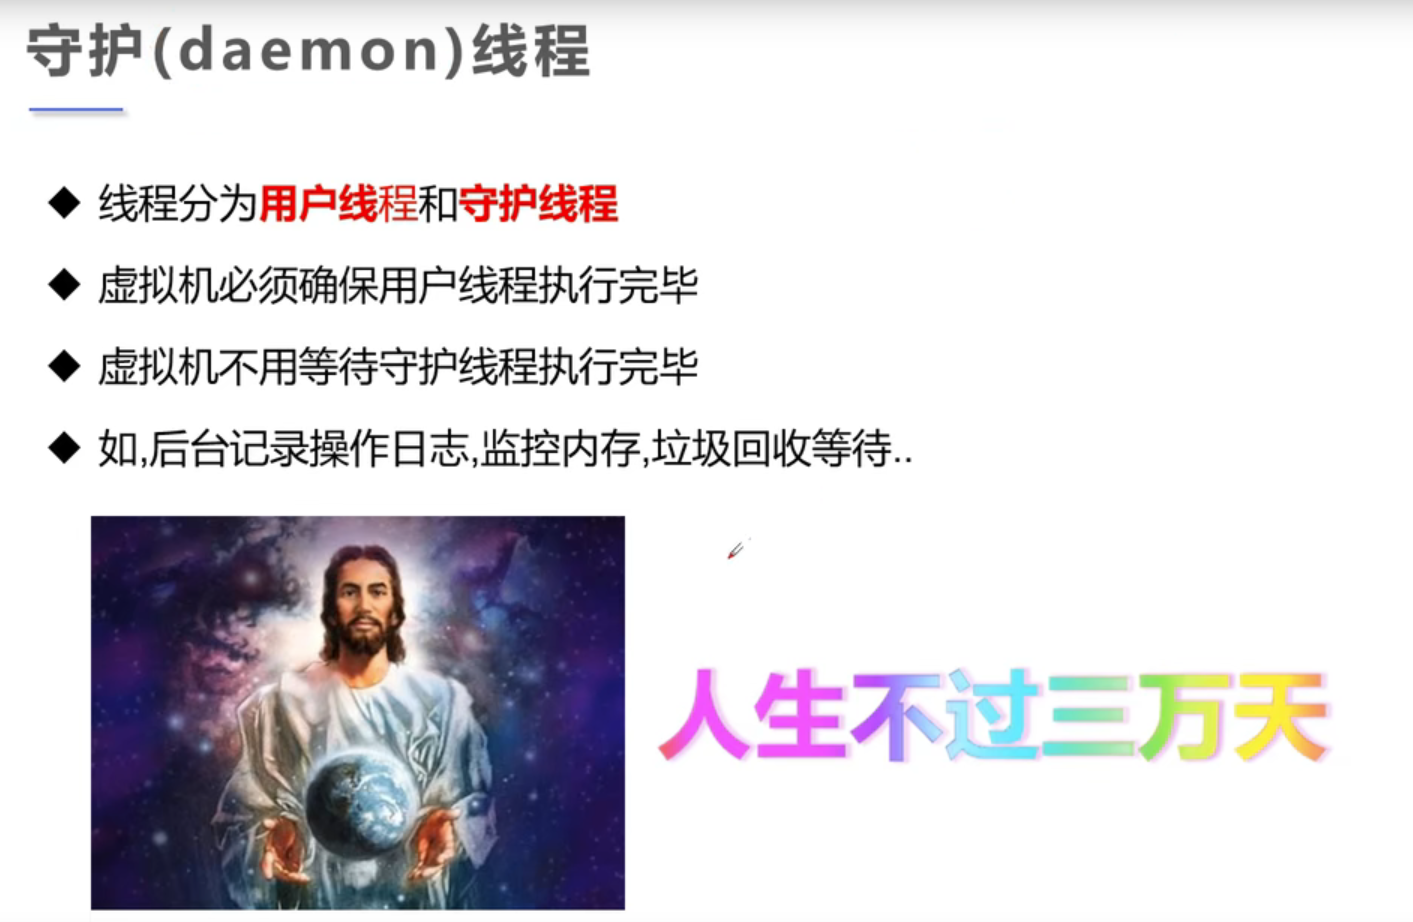 守护(daemon)线程
线程分为用户线程和守护线程
虚拟机必须确保用户线程执行完毕
虚拟机不用等待守护线程执行完毕
如,后台记录操作日志,监控内存,垃圾回收等待..
人生不过三万天